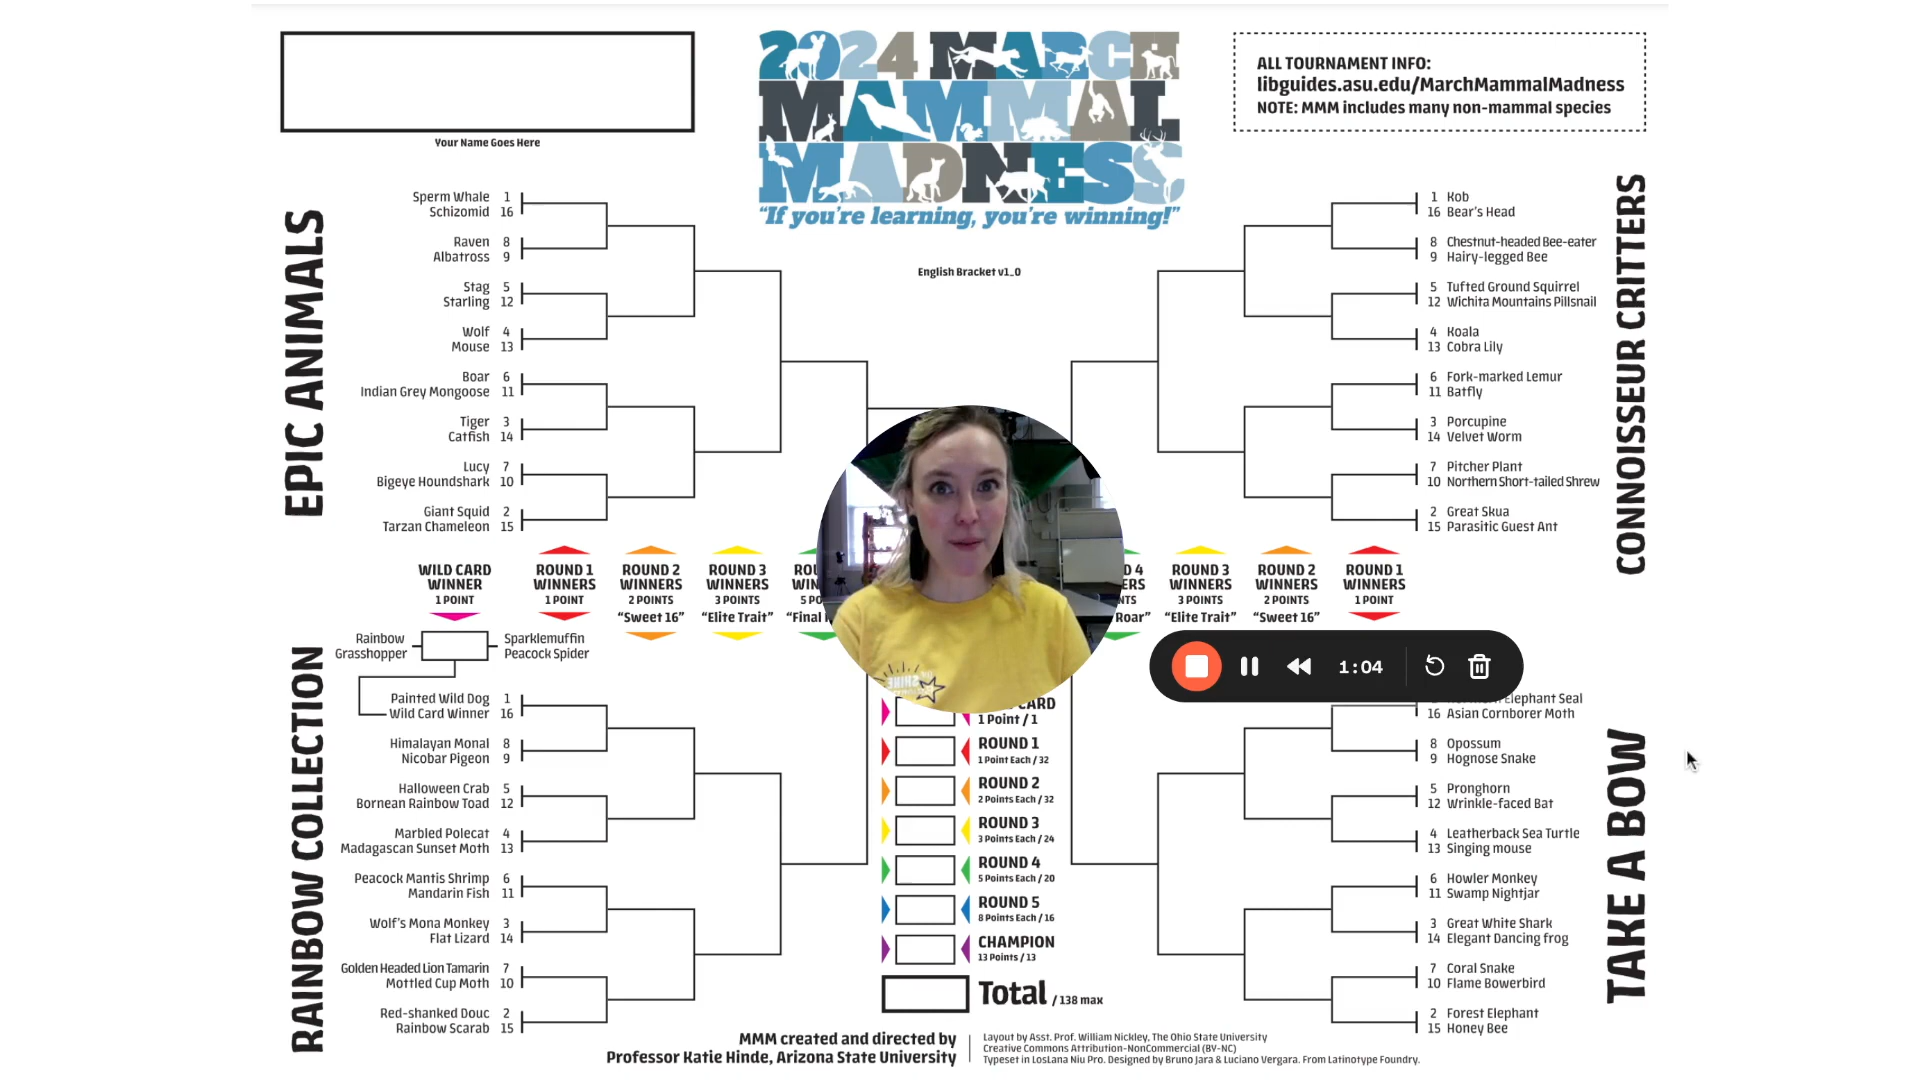 2024 MARCH
MAMMAL
MADNESS
"If you're learning, you're winning!"
English Bracket v1_0
Your Name Goes Here
ALL TOURNAMENT INFO:
libguides.asu.edu/MarchMammalMadness
NOTE: MMM includes many non-mammal species
EPIC ANIMALS
Sperm Whale 1
Schizomid 16
Raven 8
Albatross 9
Stag 5
Starling 12
Wolf 4
Mouse 13
Boar 6
Indian Grey Mongoose 11
Tiger 3
Catfish 14
Lucy 7
Bigeye Houndshark 10
Giant Squid 2
Tarzan Chameleon 15
CONNOISSEUR CRITTERS
1 Kob
16 Bear's Head
8 Chestnut-headed Bee-eater
9 Hairy-legged Bee
5 Tufted Ground Squirrel
12 Wichita Mountains Pillsnail
4 Koala
13 Cobra Lily
6 Fork-marked Lemur
11 Batfly
3 Porcupine
14 Velvet Worm
7 Pitcher Plant
10 Northern Short-tailed Shrew
2 Great Skua
15 Parasitic Guest Ant
WILD CARD
WINNER
1 POINT
ROUND 1
WINNERS
1 POINT
ROUND 2
WINNERS
2 POINTS
"Sweet 16"
ROUND 3
WINNERS
3 POINTS
"Elite Trait"
5 PO
"Final
D 4
ERS
NTS
Roar"
ROUND 3
WINNERS
3 POINTS
"Elite Trait"
ROUND 2
WINNERS
2 POINTS
"Sweet 16"
ROUND 1
WINNERS
1 POINT
1:04
RAINBOW COLLECTION
Rainbow
Grasshopper
Sparklemuffin
Peacock Spider
Painted Wild Dog 1
Wild Card Winner 16
Himalayan Monal 8
Nicobar Pigeon 9
Halloween Crab 5
Bornean Rainbow Toad 12
Marbled Polecat 4
Madagascan Sunset Moth 13
Peacock Mantis Shrimp 6
Mandarin Fish 11
Wolf's Mona Monkey 3
Flat Lizard 14
Golden Headed Lion Tamarin 7
Mottled Cup Moth 10
Red-shanked Douc 2
Rainbow Scarab 15
TAKE A BOW
Elephant Seal
16 Asian Cornborer Moth
8 Opossum
9 Hognose Snake
5 Pronghorn
12 Wrinkle-faced Bat
4 Leatherback Sea Turtle
13 Singing mouse
6 Howler Monkey
11 Swamp Nightjar
3 Great White Shark
14 Elegant Dancing frog
7 Coral Snake
10 Flame Bowerbird
2 Forest Elephant
15 Honey Bee
CARD
1 Point / 1
ROUND 1
1 Point Each / 32
ROUND 2
2 Points Each / 32
ROUND 3
3 Points Each / 24
ROUND 4
5 Points Each / 20
ROUND 5
8 Points Each / 16
CHAMPION
13 Points / 13
Total / 138 max
MMM created and directed by
Professor Katie Hinde, Arizona State University
Layout by Asst. Prof. William Nickley, The Ohio State University
Creative Commons Attribution-NonCommercial (BY-NC)
Typeset in LosLana Niu Pro. Designed by Bruno Jara & Luciano Vergara. From Latinotype Foundry.